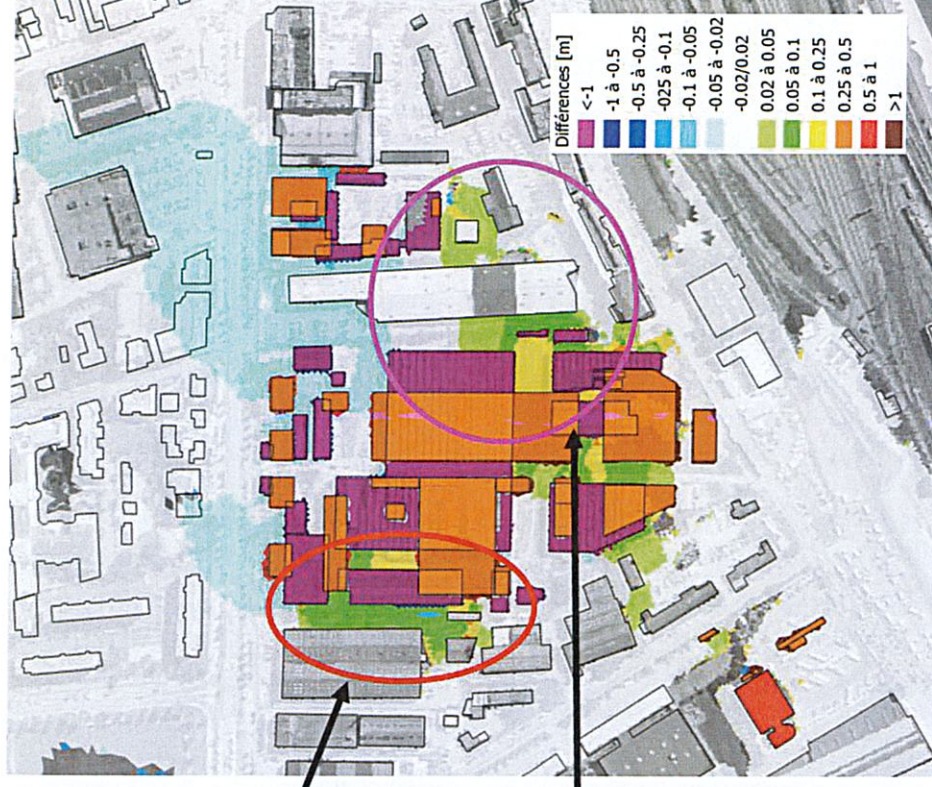 Différences [m]
<-1
-1 à -0.5
-0.5 à -0.25
-025 à -0.1
-0.1 à -0.05
-0.05 à -0.02
-0.02/0.02
0.02 à 0.05
0.05 à 0.1
0.1 à 0.25
0.25 à 0.5
0.5 à 1
>1